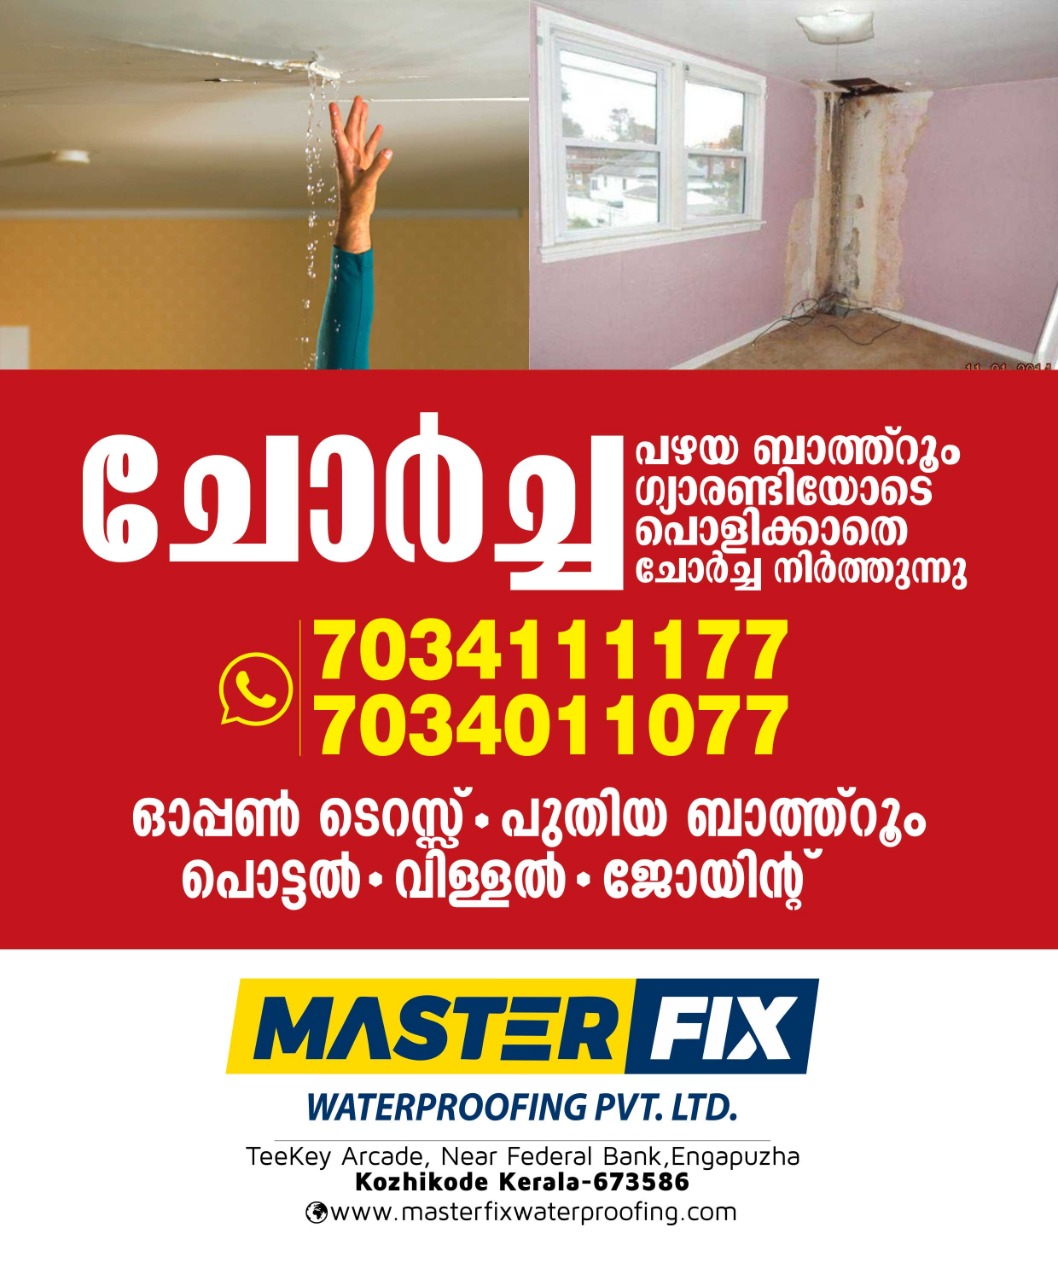 ചോർച്ച
പഴയ ബാത്ത്റൂം
ഗ്യാരണ്ടിയോടെ
പൊളിക്കാതെ
ചോർച്ച നിർത്തുന്നു
7034111177
7034011077
ഓപ്പൺ ടെറസ്സ് • പുതിയ ബാത്ത്റൂം
പൊട്ടൽ • വിള്ളൽ • ജോയിന്റ്
MASTER FIX
WATERPROOFING PVT. LTD.
TeeKey Arcade, Near Federal Bank,Engapuzha
Kozhikode Kerala-673586
www.masterfixwaterproofing.com